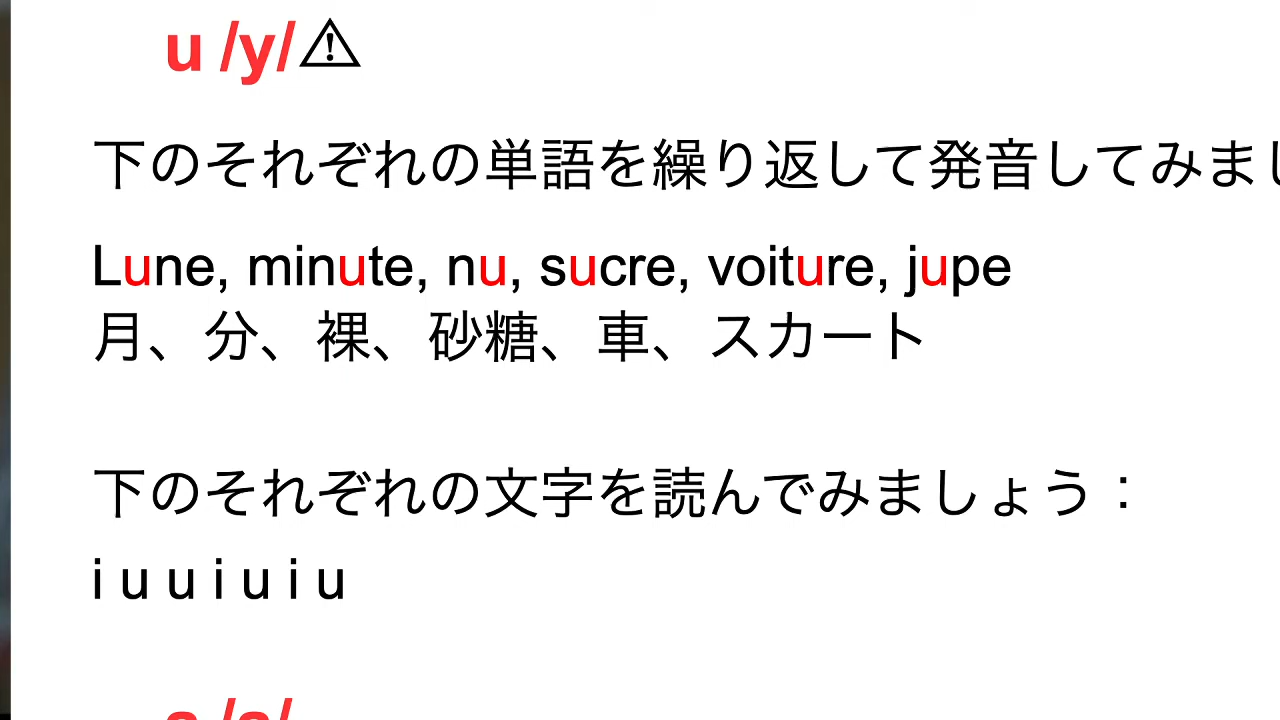 u /y/⚠
下のそれぞれの単語を繰り返して発音してみまし
Lune, minute, nu, sucre, voiture, jupe
月、分、裸、砂糖、車、スカート
下のそれぞれの文字を読んでみましょう：
i u u i u i u